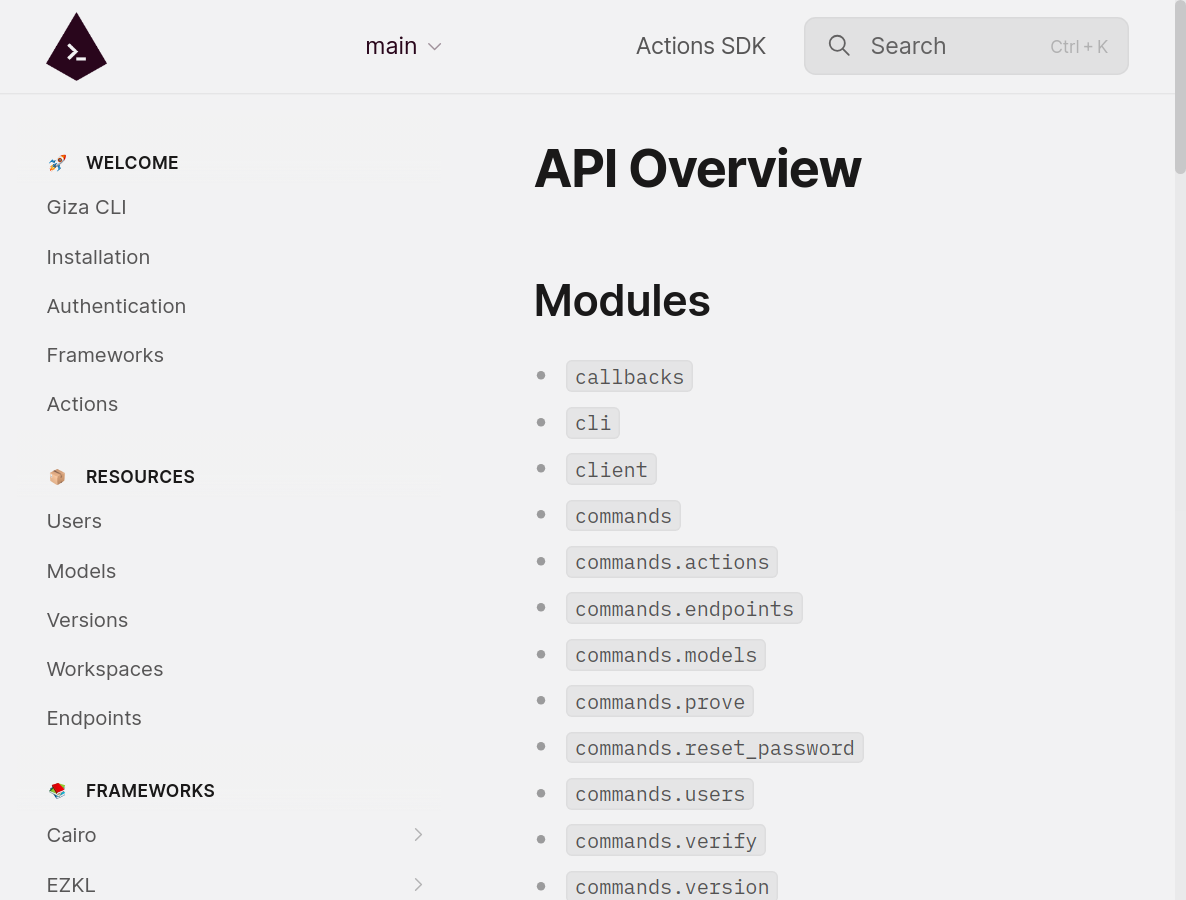 main
Actions SDK
Search
Ctrl + K
WELCOME
Giza CLI
Installation
Authentication
Frameworks
Actions
RESOURCES
Users
Models
Versions
Workspaces
Endpoints
FRAMEWORKS
Cairo
EZKL
API Overview
Modules
callbacks
cli
client
commands
commands.actions
commands.endpoints
commands.models
commands.prove
commands.reset_password
commands.users
commands.verify
commands.version